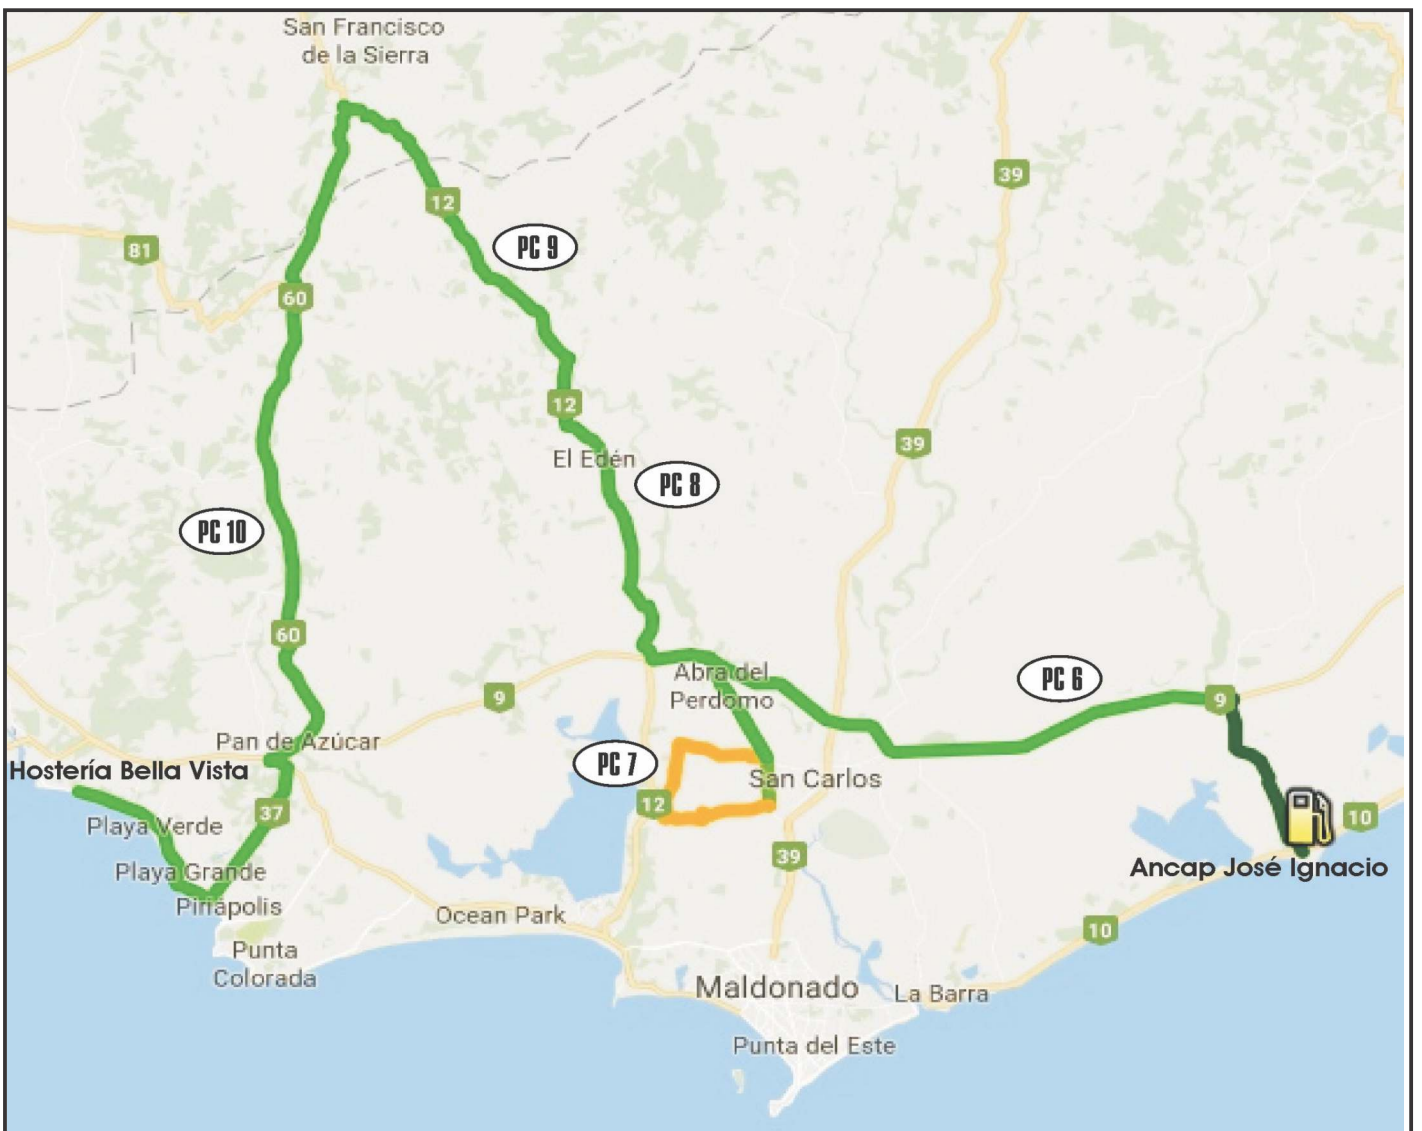 San Francisco
de la Sierra
39
12
PC 9
81
60
12
39
El Edén
PC 8
PC 10
60
Abra del
Perdomo
PC 6
9
9
Pan de Azúcar
Hostería Bella Vista
PC 7
San Carlos
12
37
10
Playa Verde
39
Ancap José Ignacio
Playa Grande
Piriápolis
Ocean Park
10
Punta
Colorada
Maldonado
La Barra
Punta del Este